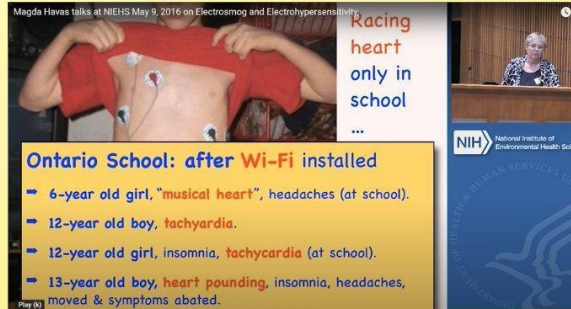 Magda Havas talks at NIEHS May 9, 2016 on Electrosmog and Electrohypersensitivity
Racing
heart
only in
school
...
NIH National Institute of
Environmental Health Sci
Ontario School: after Wi-Fi installed
➡ 6-year old girl, "musical heart", headaches (at school).
➡ 12-year old boy, tachyardia.
➡ 12-year old girl, insomnia, tachycardia (at school).
➡ 13-year old boy, heart pounding, insomnia, headaches,
moved & symptoms abated.
Play (k)